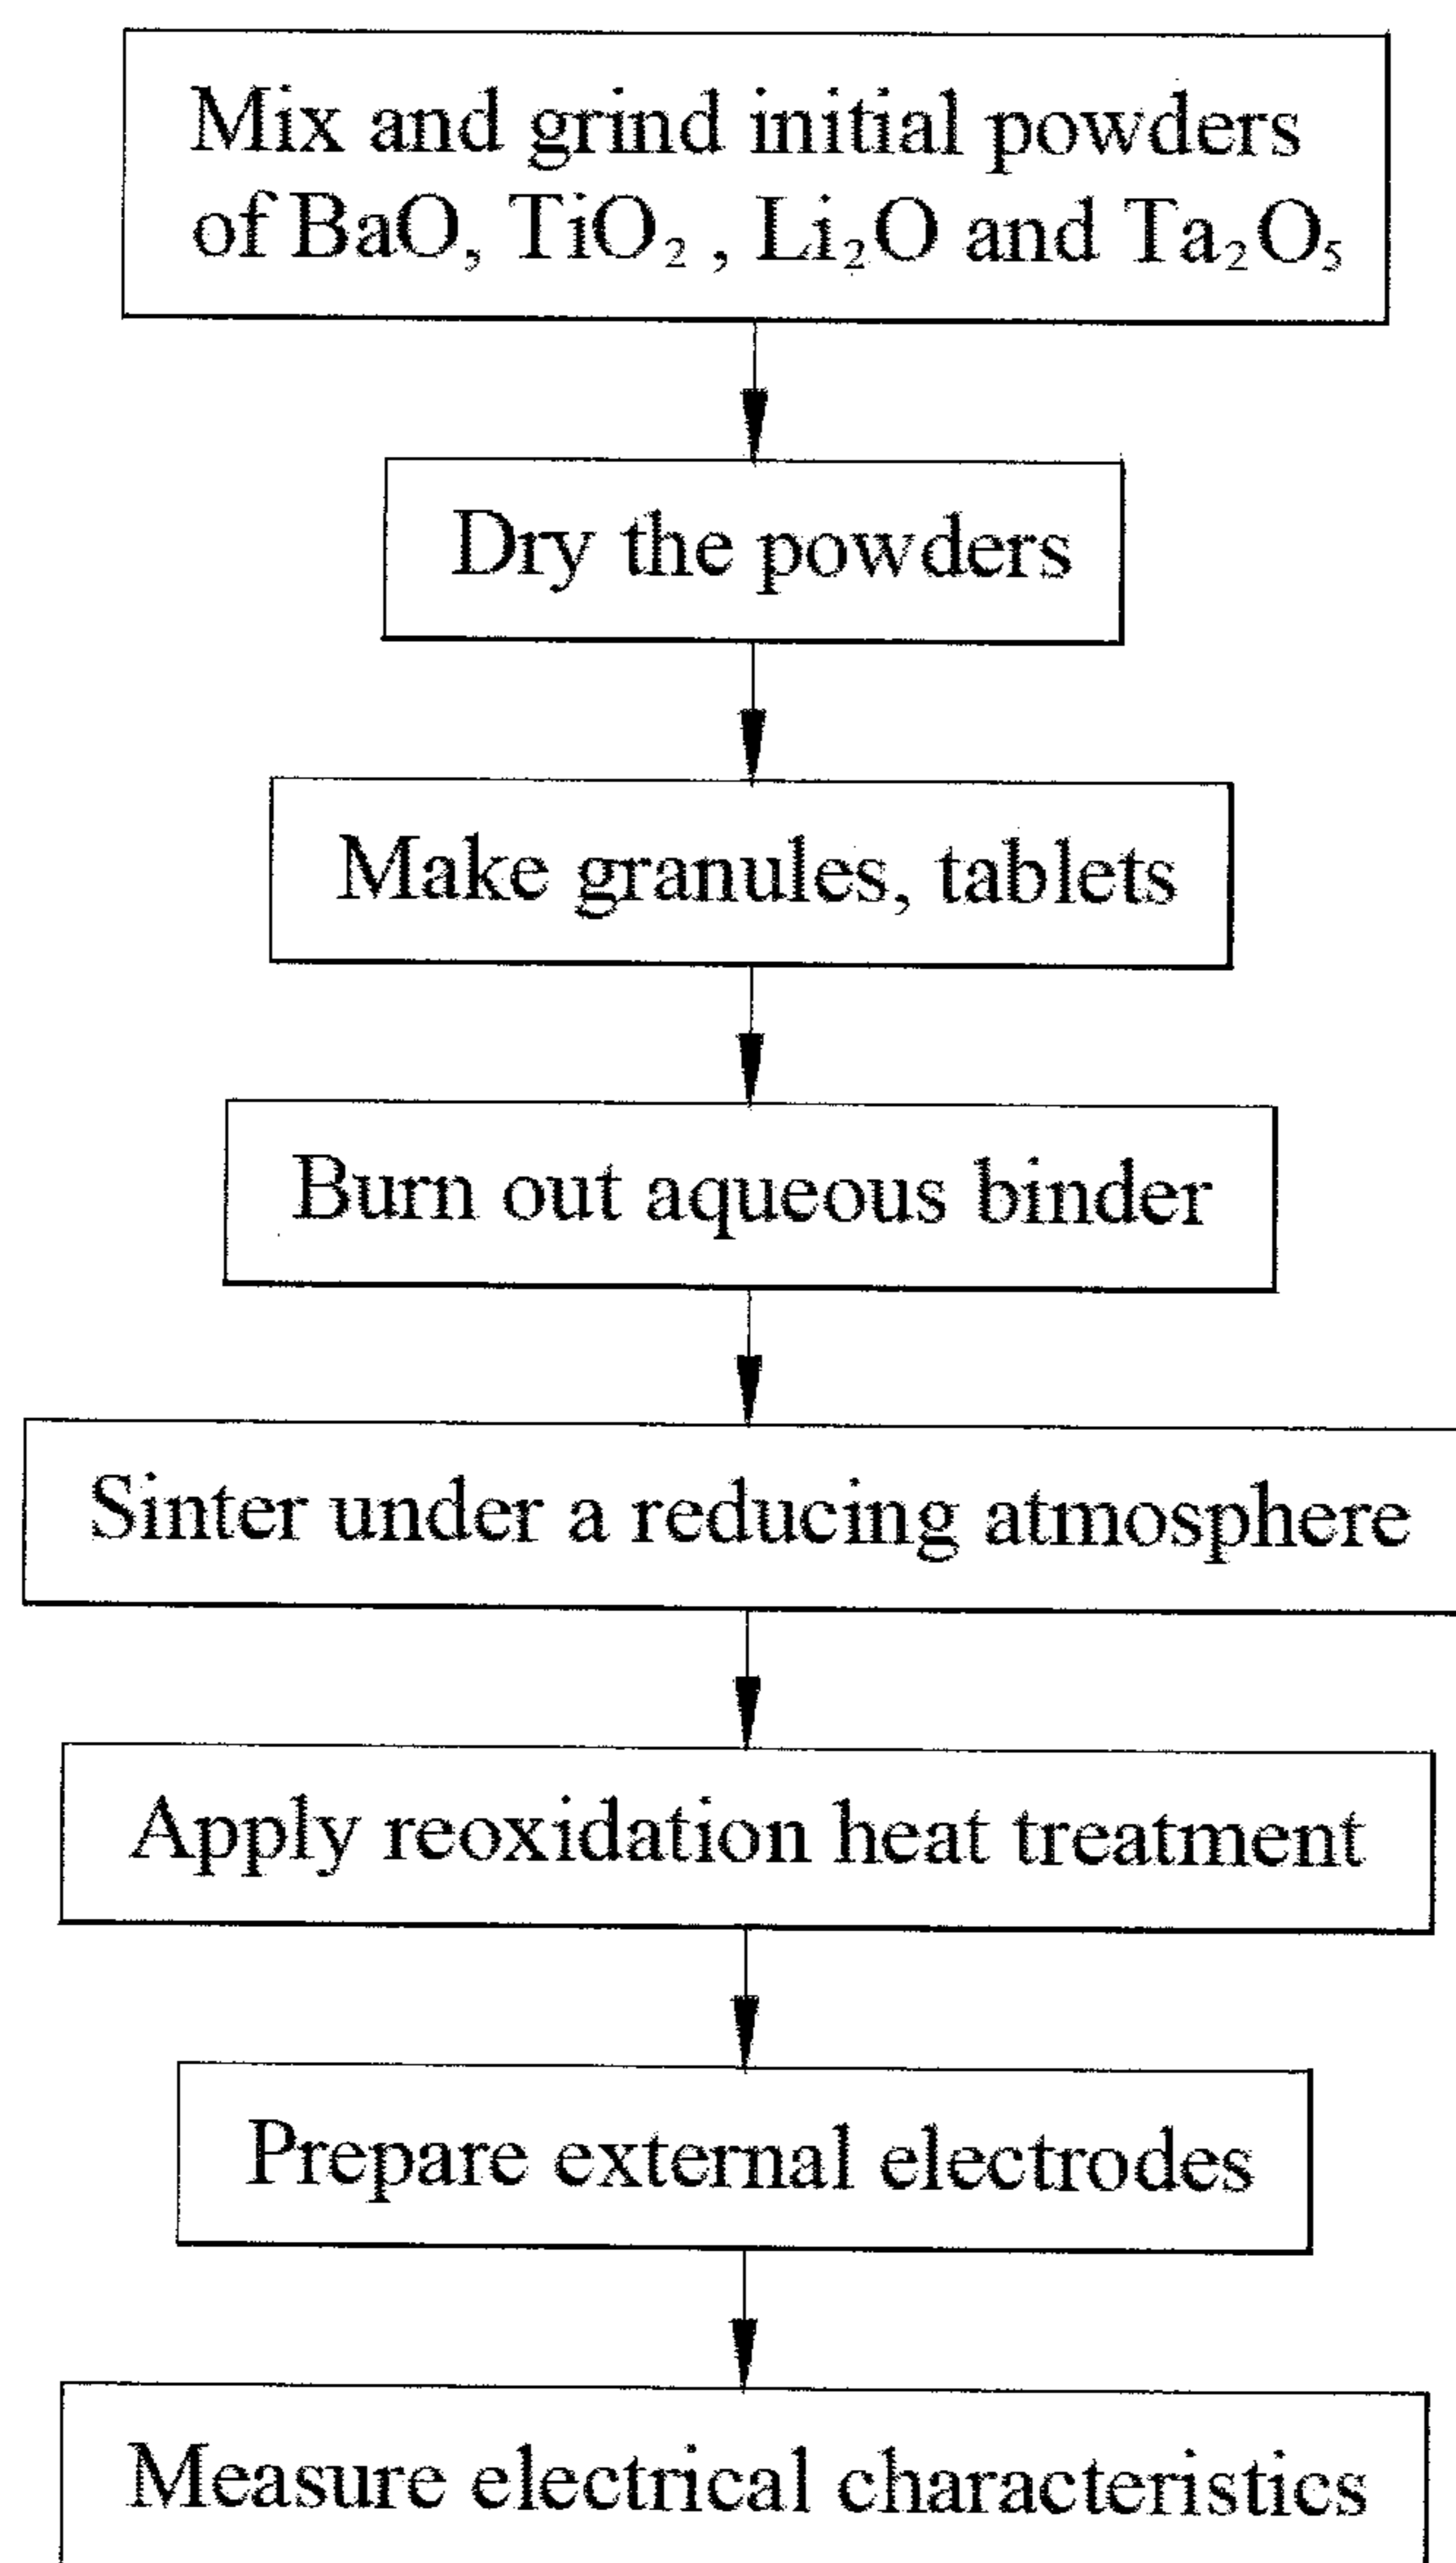 Mix and grind initial powders
of BaO, TiO₂ , Li₂O and Ta₂O₅
Dry the powders
Make granules, tablets
Burn out aqueous binder
Sinter under a reducing atmosphere
Apply reoxidation heat treatment
Prepare external electrodes
Measure electrical characteristics